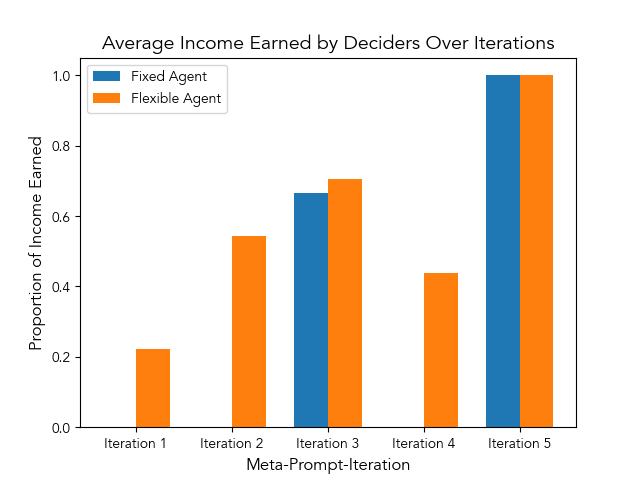 Average Income Earned by Deciders Over Iterations
Fixed Agent
Flexible Agent
Proportion of Income Earned
1.0
0.8
0.6
0.4
0.2
0.0
Iteration 1 Iteration 2 Iteration 3 Iteration 4 Iteration 5
Meta-Prompt-Iteration